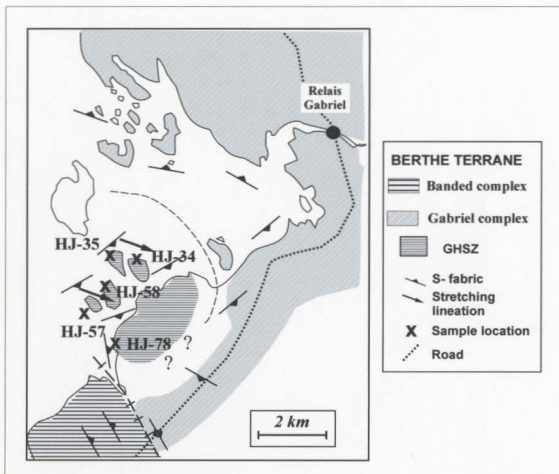 Relais
Gabriel
HJ-35
HJ-34
HJ-58
HJ-57
HJ-78
?
?
2 km
BERTHE TERRANE
Banded complex
Gabriel complex
GHSZ
S- fabric
Stretching
lineation
X Sample location
Road